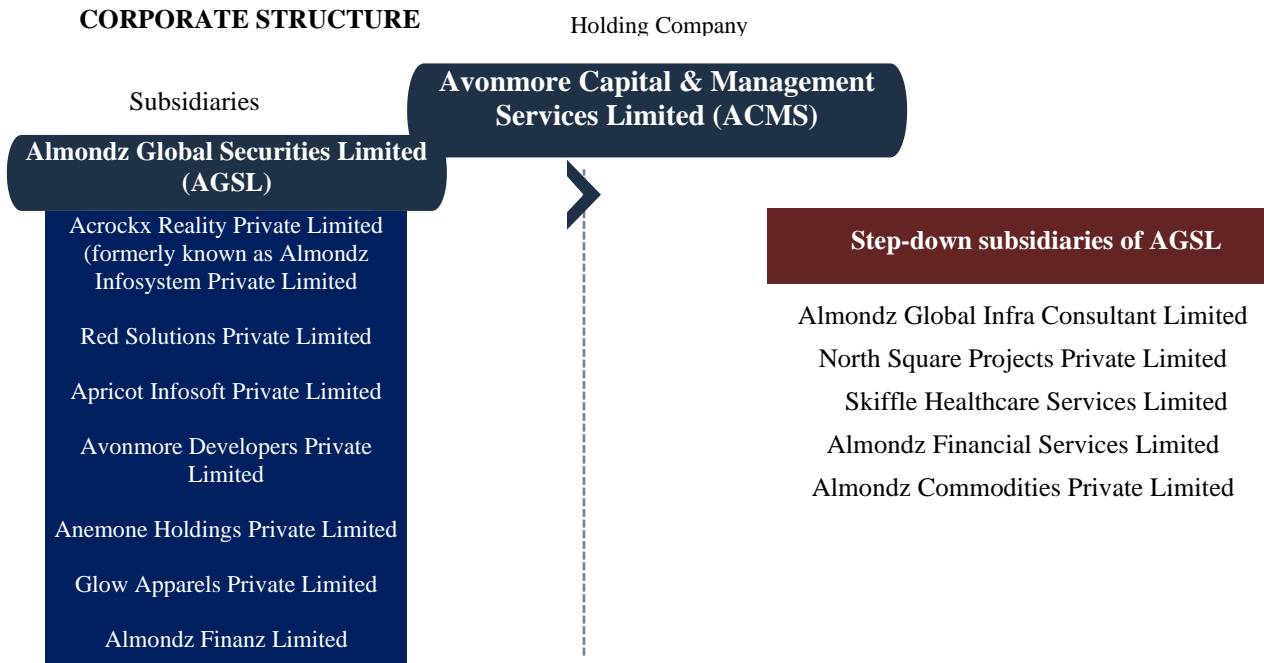 CORPORATE STRUCTURE
Holding Company
Avonmore Capital & Management
Services Limited (ACMS)
Subsidiaries
Almondz Global Securities Limited
(AGSL)
Acrockx Reality Private Limited
(formerly known as Almondz
Infosystem Private Limited
Red Solutions Private Limited
Apricot Infosoft Private Limited
Avonmore Developers Private
Limited
Anemone Holdings Private Limited
Glow Apparels Private Limited
Almondz Finanz Limited
Step-down subsidiaries of AGSL
Almondz Global Infra Consultant Limited
North Square Projects Private Limited
Skiffle Healthcare Services Limited
Almondz Financial Services Limited
Almondz Commodities Private Limited